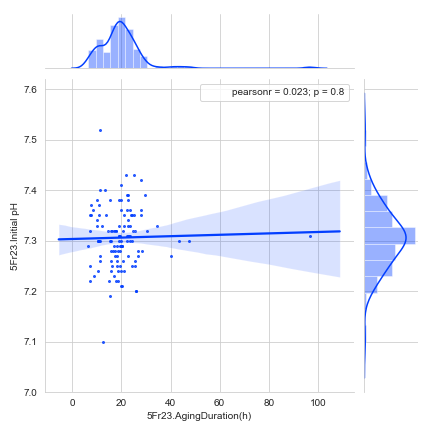 pearsonr = 0.023; p = 0.8
7.6
7.5
7.4
7.3
7.2
7.1
7.0
5Fr23.Initial pH
0 20 40 60 80 100
5Fr23.AgingDuration(h)